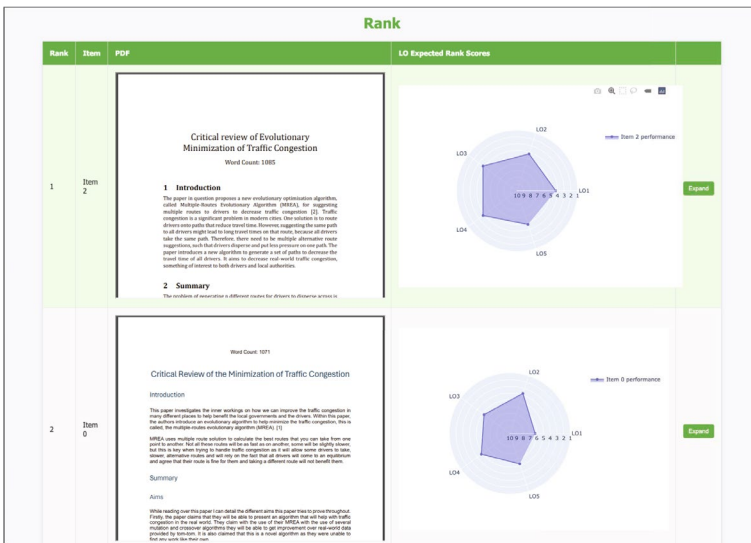 Rank
Rank Item PDF LO Expected Rank Scores
1
Item
2
Critical review of Evolutionary
Minimization of Traffic Congestion
Word Count: 1085
1 Introduction
The paper in question proposes a new evolutionary optimization algorithm,
called Multiple-Routes Evolutionary Algorithm (MREA), for suggesting
multiple routes to drivers to decrease traffic congestion [2]. Traffic
congestion is a significant problem in modern cities. One solution is to route
drivers onto paths that reduce travel time. However, suggesting the same path
to all drivers might lead to long travel times on that route, because all drivers
take the same path. Therefore, there need to be multiple alternative route
suggestions, such that drivers disperse and put less pressure on one path. The
paper introduces a new algorithm to generate a set of paths to decrease the
travel time of all drivers. It aims to decrease real-world traffic congestion,
something of interest to both drivers and local authorities.
2 Summary
The problem of generating n different routes for drivers to disperse across is
LO2
Item 2 performance
LO3
10 9 8 7 6 5 4 3 2 1
LO1
LO4
LO5
Expand
2
Item
0
Word Count: 1071
Critical Review of the Minimization of Traffic Congestion
Introduction
This paper investigates the inner workings on how we can improve the traffic congestion in
many different places to help benefit the local governments and the drivers. Within this paper,
the authors introduce an evolutionary algorithm to help minimize the traffic congestion, this is
called, the multiple-routes evolutionary algorithm (MREA). [1]
MREA uses multiple route solution to calculate the best routes that you can take from one
point to another. Not all these routes will be as fast as on another, some will be slightly slower,
but this is key when trying to handle traffic congestion as it will allow some drivers to take,
slower, alternative routes and will rely on the fact that all drivers will come to an equilibrium
and agree that their route is fine for them and taking a different route will not benefit them.
Summary
Aims
While reading over this paper I can detail the different aims this paper tries to prove throughout.
Firstly, the paper claims that they will be able to present an algorithm that will help with traffic
congestion in the real world. They claim with the use of their MREA with the use of several
mutation and crossover algorithms they will be able to get improvement over real-world data
provided by tom-tom. It is also claimed that this is a novel algorithm as they were unable to
find any work like their own
LO2
Item 0 performance
LO3
10 9 8 7 6 5 4 3 2 1
LO1
LO4
LO5
Expand